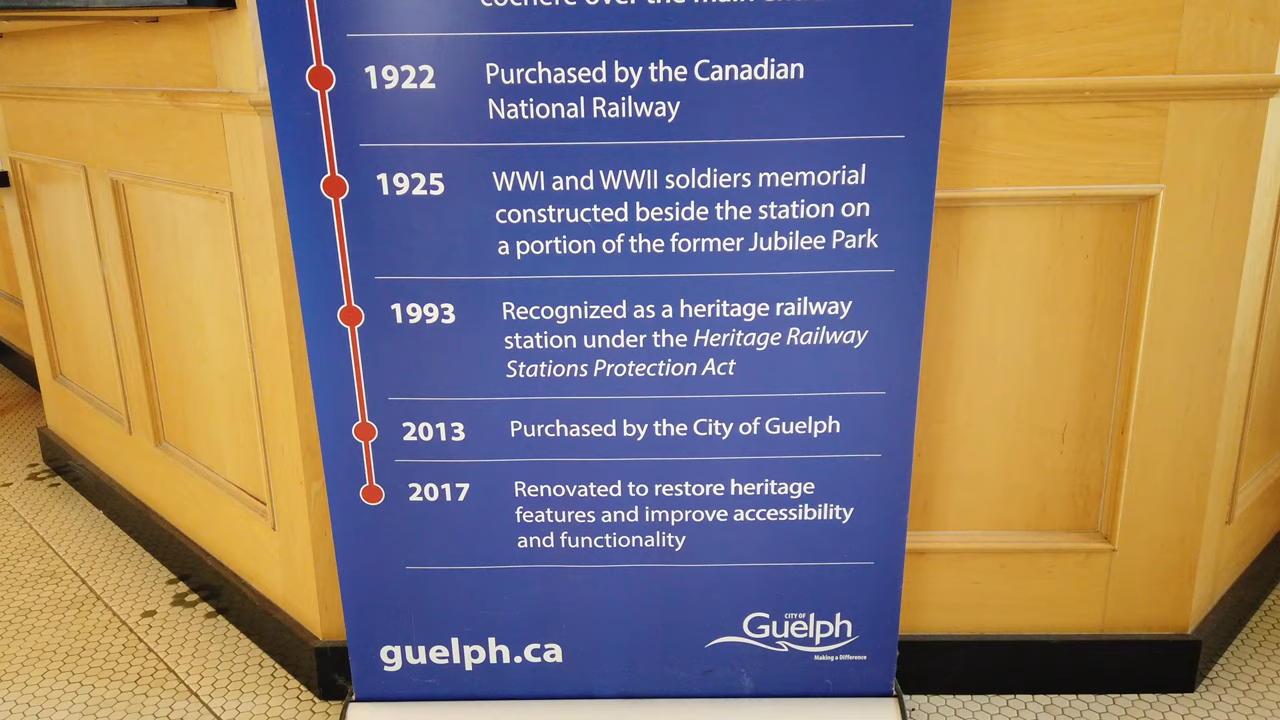 cochere over the main
1922
Purchased by the Canadian
National Railway
1925
WWI and WWII soldiers memorial
constructed beside the station on
a portion of the former Jubilee Park
1993
Recognized as a heritage railway
station under the Heritage Railway
Stations Protection Act
2013
Purchased by the City of Guelph
2017
Renovated to restore heritage
features and improve accessibility
and functionality
guelph.ca
CITY OF
Guelph
Making a Difference